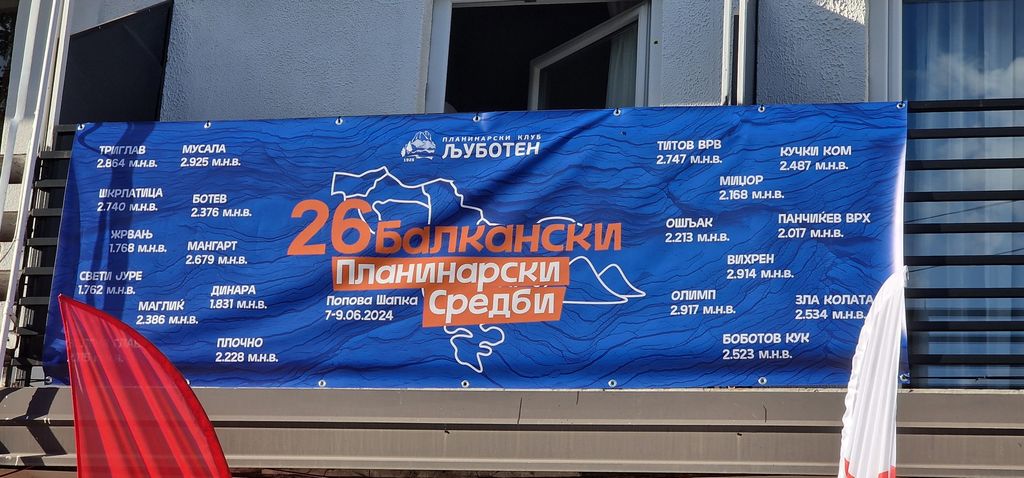 ПЛАНИНАРСКИ КЛУБ
ЉУБОТЕН
1925
ТРИГЛАВ
2.864 М.Н.В.
МУСАЛА
2.925 М.Н.В.
ШКРЛАТИЦА
2.740 М.Н.В.
БОТЕВ
2.376 М.Н.В.
ЖРВАЊ
1.768 М.Н.В.
МАНГАРТ
2.679 М.Н.В.
СВЕТИ ЈУРЕ
1.762 М.Н.В.
ДИНАРА
1.831 М.Н.В.
МАГЛИЌ
2.386 М.Н.В.
ПЛОЧНО
2.228 М.Н.В.
26 Балкански
Планинарски
Средби
Попова Шапка
7-9.06.2024
ТИТОВ ВРВ
2.747 М.Н.В.
КУЧКИ КОМ
2.487 М.Н.В.
МИЏОР
2.168 М.Н.В.
ОШЉАК
2.213 М.Н.В.
ПАНЧИЌЕВ ВРХ
2.017 М.Н.В.
ВИХРЕН
2.914 М.Н.В.
ОЛИМП
2.917 М.Н.В.
ЗЛА КОЛАТА
2.534 М.Н.В.
БОБОТОВ КУК
2.523 М.Н.В.